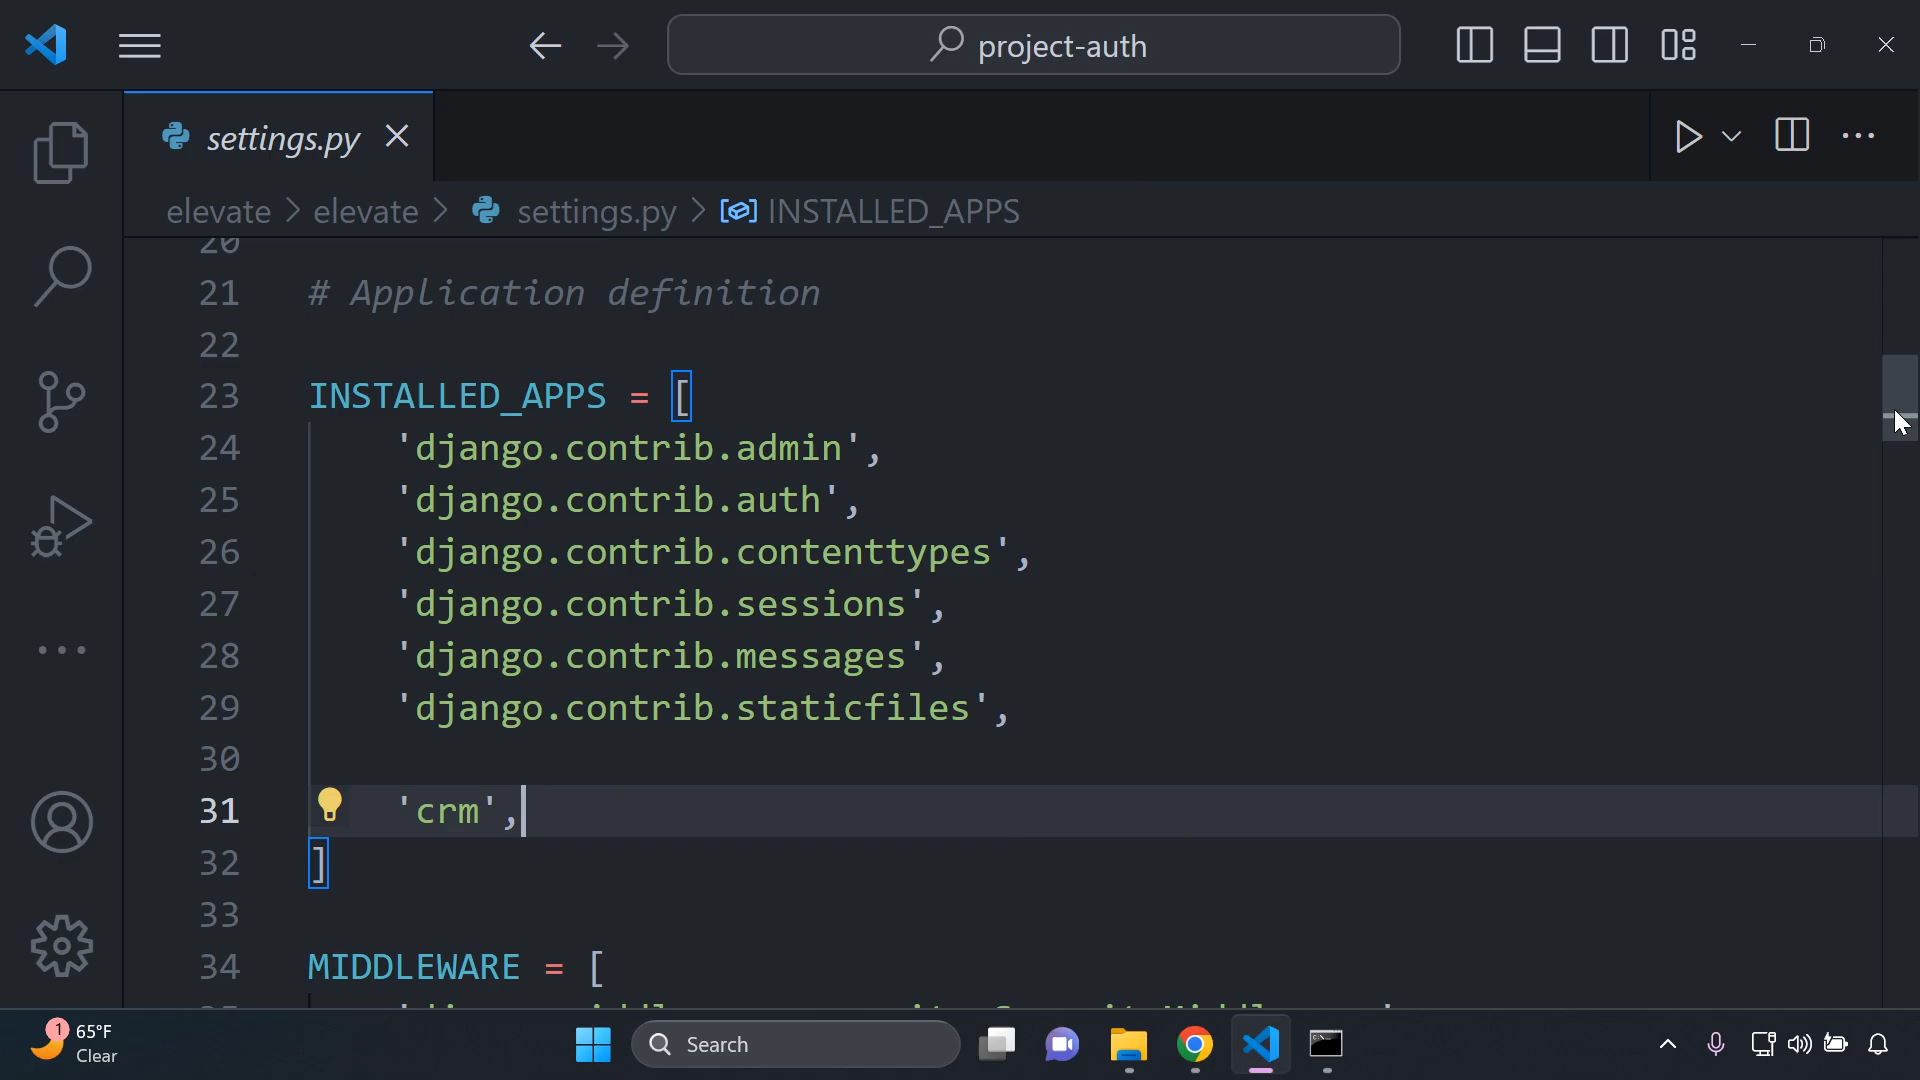 project-auth
settings.py
elevate > elevate > settings.py > INSTALLED_APPS
20
21 # Application definition
22
23 INSTALLED_APPS = [
24 'django.contrib.admin',
25 'django.contrib.auth',
26 'django.contrib.contenttypes',
27 'django.contrib.sessions',
28 'django.contrib.messages',
29 'django.contrib.staticfiles',
30
31 'crm',
32 ]
33
34 MIDDLEWARE = [
1 65°F
Clear
Search